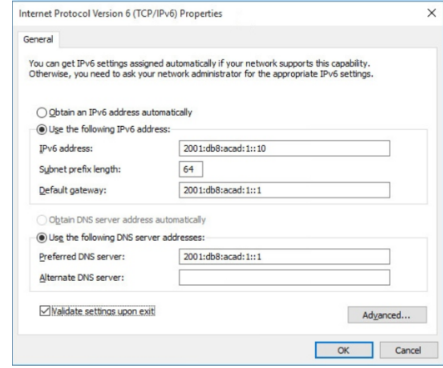 Internet Protocol Version 6 (TCP/IPv6) Properties
General
You can get IPv6 settings assigned automatically if your network supports this capability.
Otherwise, you need to ask your network administrator for the appropriate IPv6 settings.
Obtain an IPv6 address automatically
Use the following IPv6 address:
IPv6 address: 2001:db8:acad:1::10
Subnet prefix length: 64
Default gateway: 2001:db8:acad:1::1
Obtain DNS server address automatically
Use the following DNS server addresses:
Preferred DNS server: 2001:db8:acad:1::1
Alternate DNS server:
Validate settings upon exit
Advanced...
OK Cancel